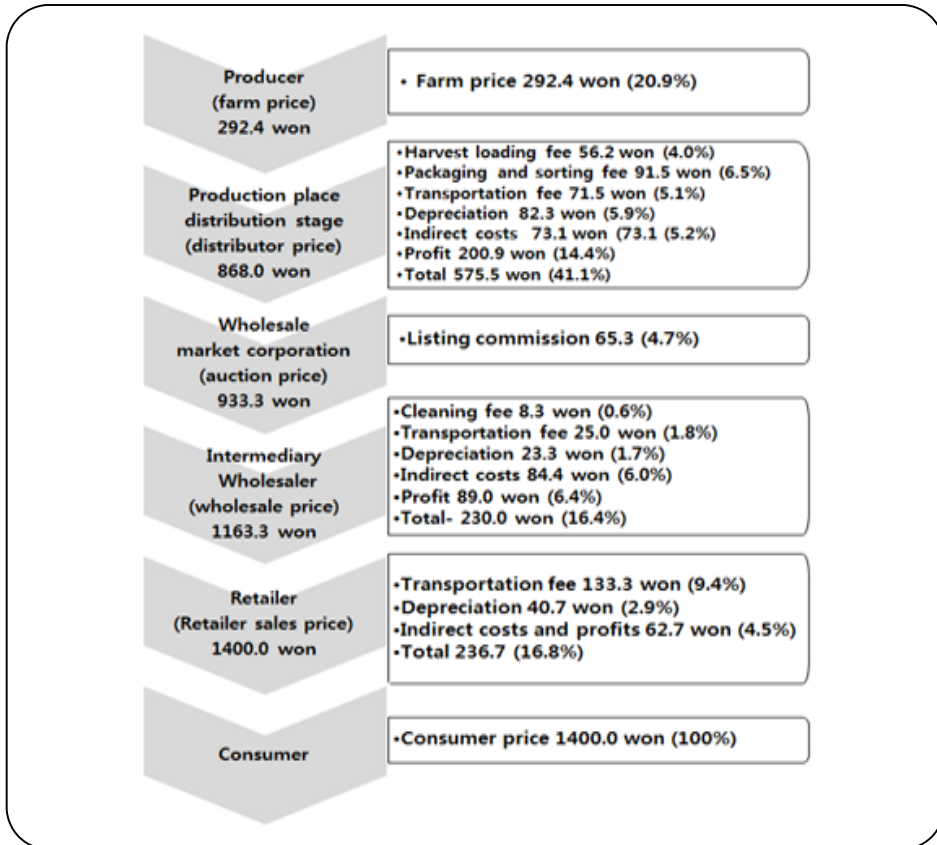 Producer
(farm price)
292.4 won
• Farm price 292.4 won (20.9%)
Production place
distribution stage
(distributor price)
868.0 won
•Harvest loading fee 56.2 won (4.0%)
•Packaging and sorting fee 91.5 won (6.5%)
•Transportation fee 71.5 won (5.1%)
•Depreciation 82.3 won (5.9%)
•Indirect costs 73.1 won (73.1 (5.2%)
•Profit 200.9 won (14.4%)
•Total 575.5 won (41.1%)
Wholesale
market corporation
(auction price)
933.3 won
•Listing commission 65.3 (4.7%)
Intermediary
Wholesaler
(wholesale price)
1163.3 won
•Cleaning fee 8.3 won (0.6%)
•Transportation fee 25.0 won (1.8%)
•Depreciation 23.3 won (1.7%)
•Indirect costs 84.4 won (6.0%)
•Profit 89.0 won (6.4%)
•Total- 230.0 won (16.4%)
Retailer
(Retailer sales price)
1400.0 won
•Transportation fee 133.3 won (9.4%)
•Depreciation 40.7 won (2.9%)
•Indirect costs and profits 62.7 won (4.5%)
•Total 236.7 (16.8%)
Consumer
•Consumer price 1400.0 won (100%)